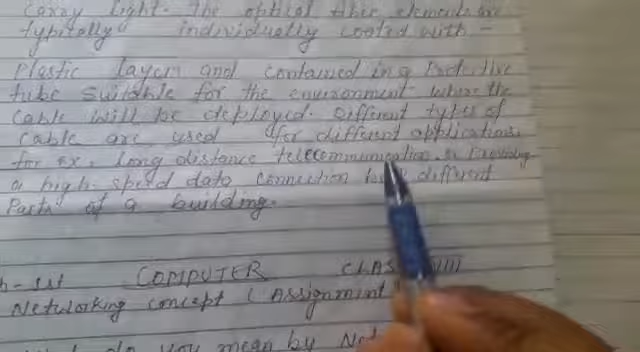 carry light. The optical fiber elements are
typically individually coated with -
Plastic layers and contained in a Protective
tube suitable for the environment where the
cable will be deployed. Different types of
cable are used for different applications
for ex. Long distance telecommunication or Providing
a high-speed data connection different
Parts of a building.
COMPUTER CLASS VIII
Networking concept (Assignment
do you mean by